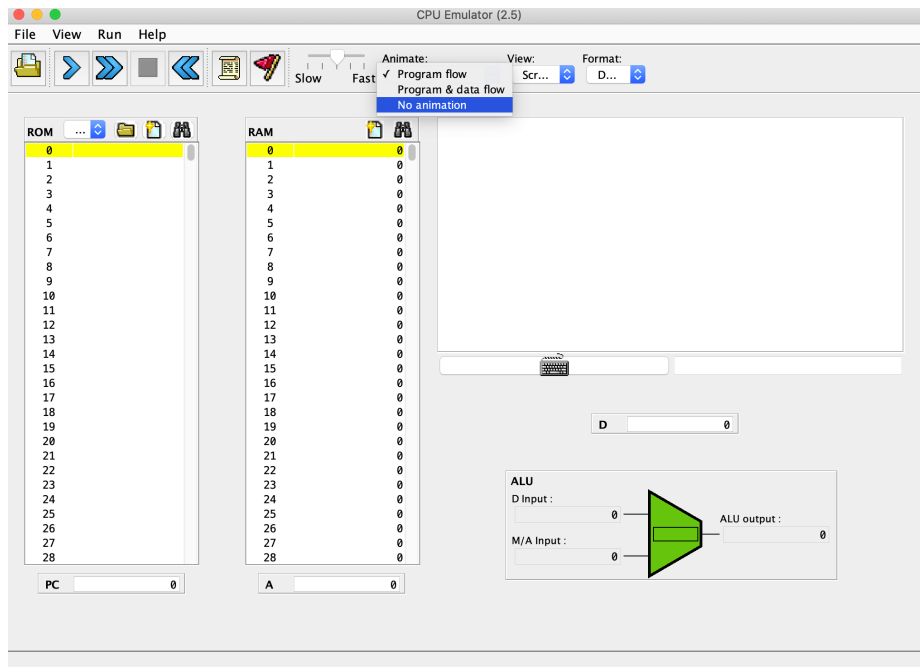 CPU Emulator (2.5)
File View Run Help
Animate: View: Format:
Slow Fast ✓ Program flow Scr... D...
Program & data flow
No animation
ROM ... RAM
0 0 0
1 1 0
2 2 0
3 3 0
4 4 0
5 5 0
6 6 0
7 7 0
8 8 0
9 9 0
10 10 0
11 11 0
12 12 0
13 13 0
14 14 0
15 15 0
16 16 0
17 17 0
18 18 0
19 19 0
20 20 0
21 21 0
22 22 0
23 23 0
24 24 0
25 25 0
26 26 0
27 27 0
28 28 0
PC 0
A 0
D 0
ALU
D Input :
0
M/A Input :
0
ALU output :
0